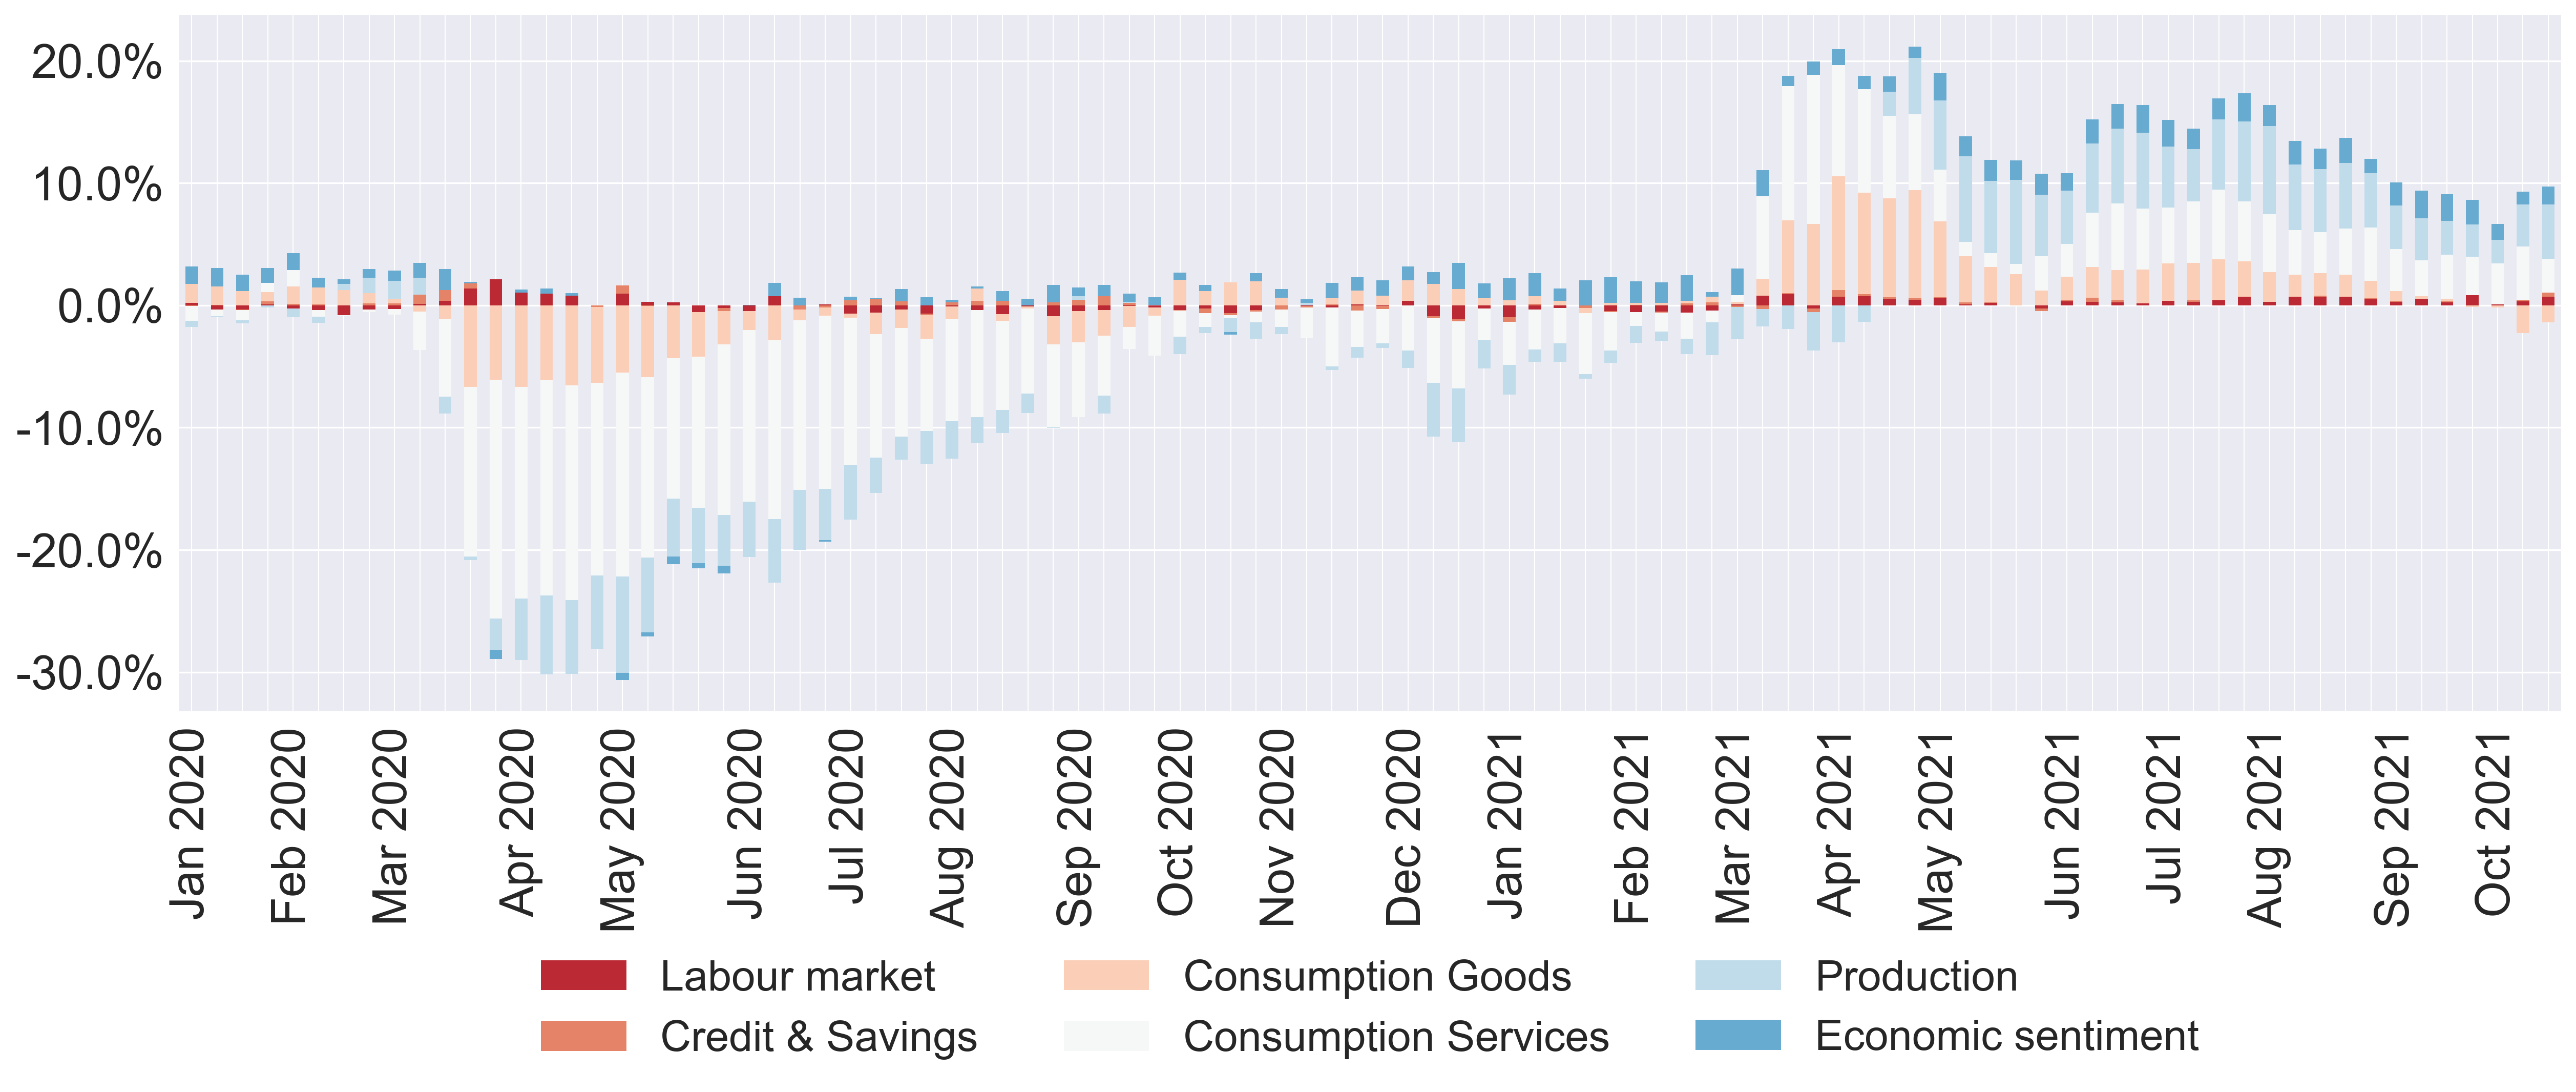 20.0%
10.0%
0.0%
-10.0%
-20.0%
-30.0%
Jan 2020
Feb 2020
Mar 2020
Apr 2020
May 2020
Jun 2020
Jul 2020
Aug 2020
Sep 2020
Oct 2020
Nov 2020
Dec 2020
Jan 2021
Feb 2021
Mar 2021
Apr 2021
May 2021
Jun 2021
Jul 2021
Aug 2021
Sep 2021
Oct 2021
Labour market
Consumption Goods
Production
Credit & Savings
Consumption Services
Economic sentiment